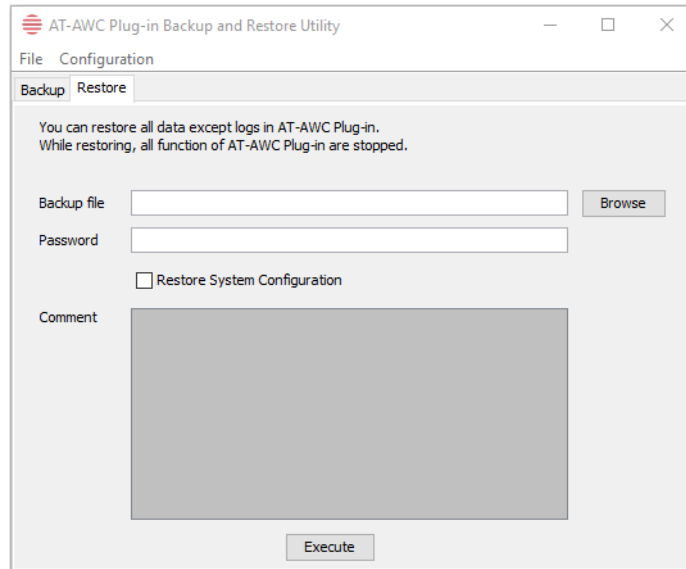 AT-AWC Plug-in Backup and Restore Utility
File Configuration
Backup Restore
You can restore all data except logs in AT-AWC Plug-in.
While restoring, all function of AT-AWC Plug-in are stopped.
Backup file Browse
Password
Restore System Configuration
Comment
Execute